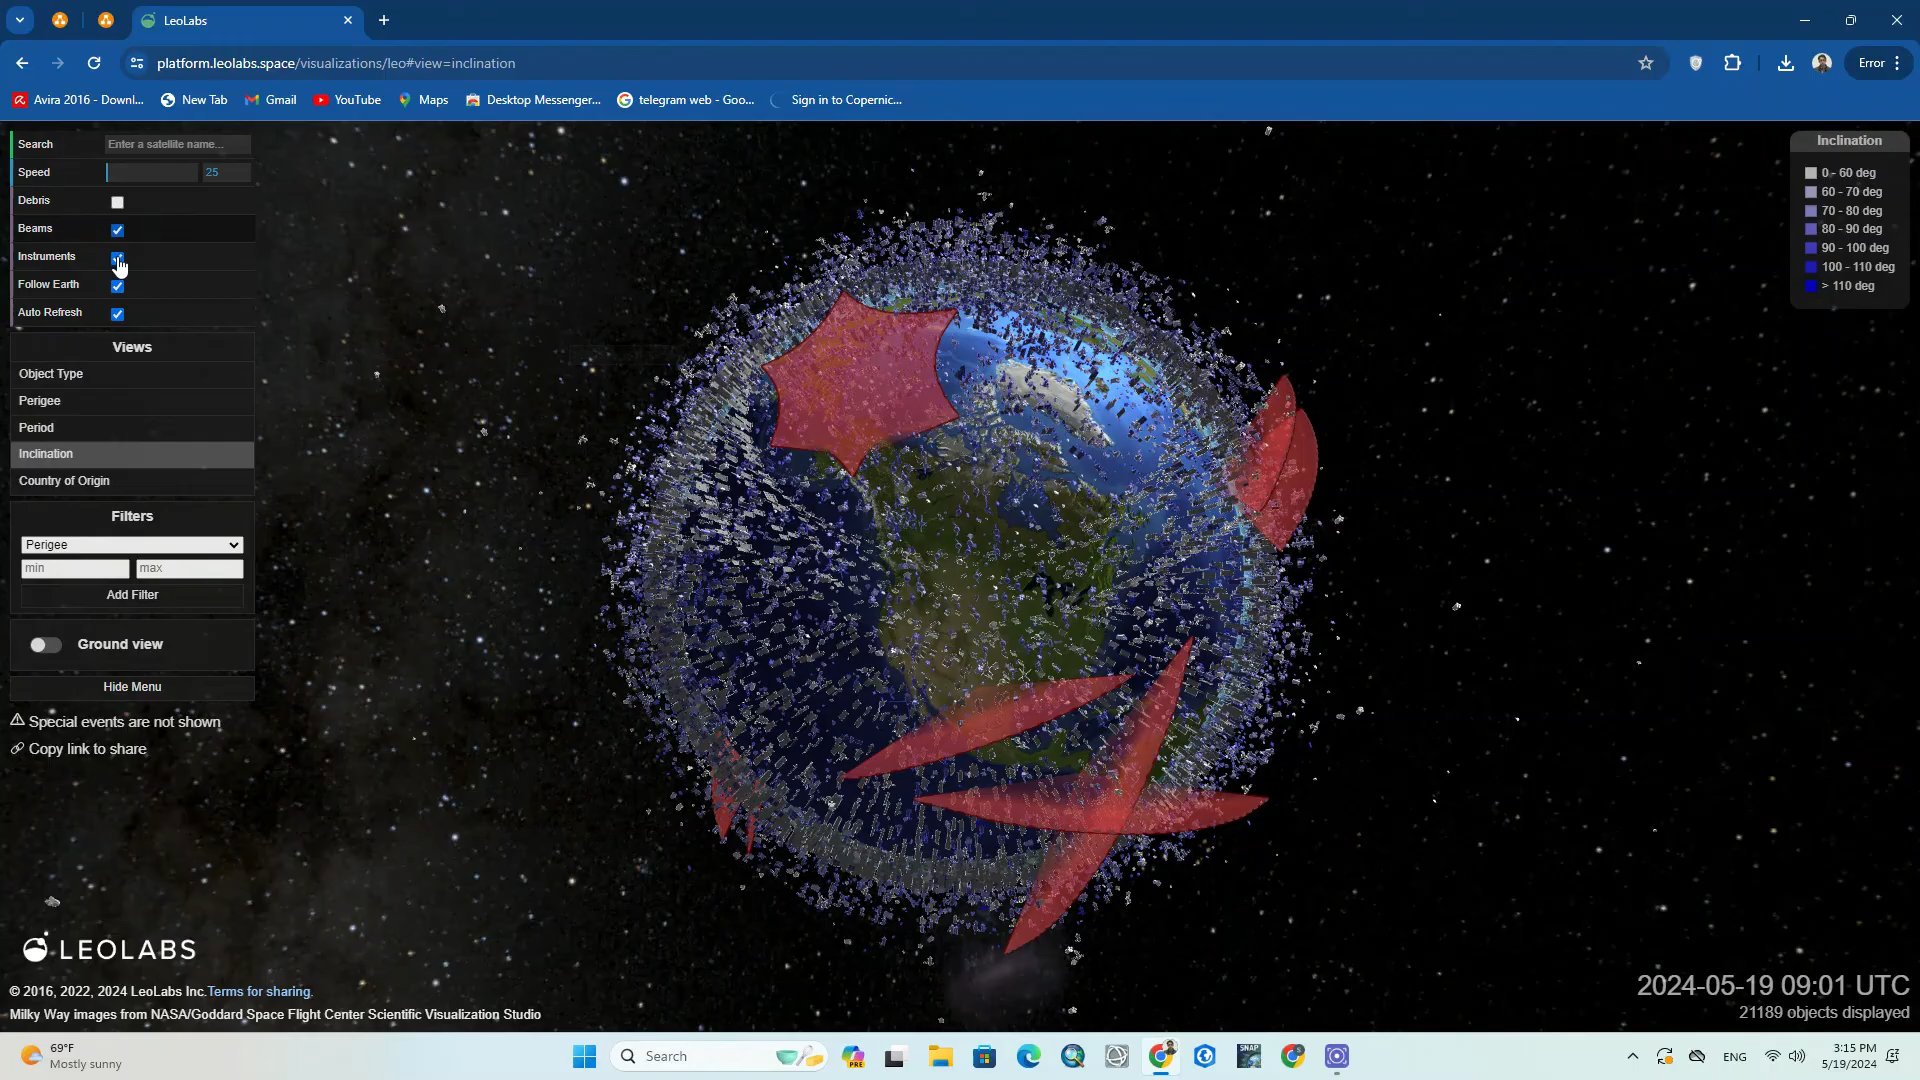 LeoLabs
platform.leolabs.space/visualizations/leo#view=inclination
Error
Avira 2016 - Downl...
New Tab
Gmail
YouTube
Maps
Desktop Messenger...
telegram web - Goo...
Sign in to Copernic...
Search
Enter a satellite name...
Speed
25
Debris
Beams
Instruments
Follow Earth
Auto Refresh
Views
Object Type
Perigee
Period
Inclination
Country of Origin
Filters
Perigee
min
max
Add Filter
Ground view
Hide Menu
Special events are not shown
Copy link to share
Inclination
0 - 60 deg
60 - 70 deg
70 - 80 deg
80 - 90 deg
90 - 100 deg
100 - 110 deg
> 110 deg
LEOLABS
© 2016, 2022, 2024 LeoLabs Inc.Terms for sharing.
Milky Way images from NASA/Goddard Space Flight Center Scientific Visualization Studio
2024-05-19 09:01 UTC
21189 objects displayed
69°F
Mostly sunny
Search
PRE
SNAP
ENG
3:15 PM
5/19/2024